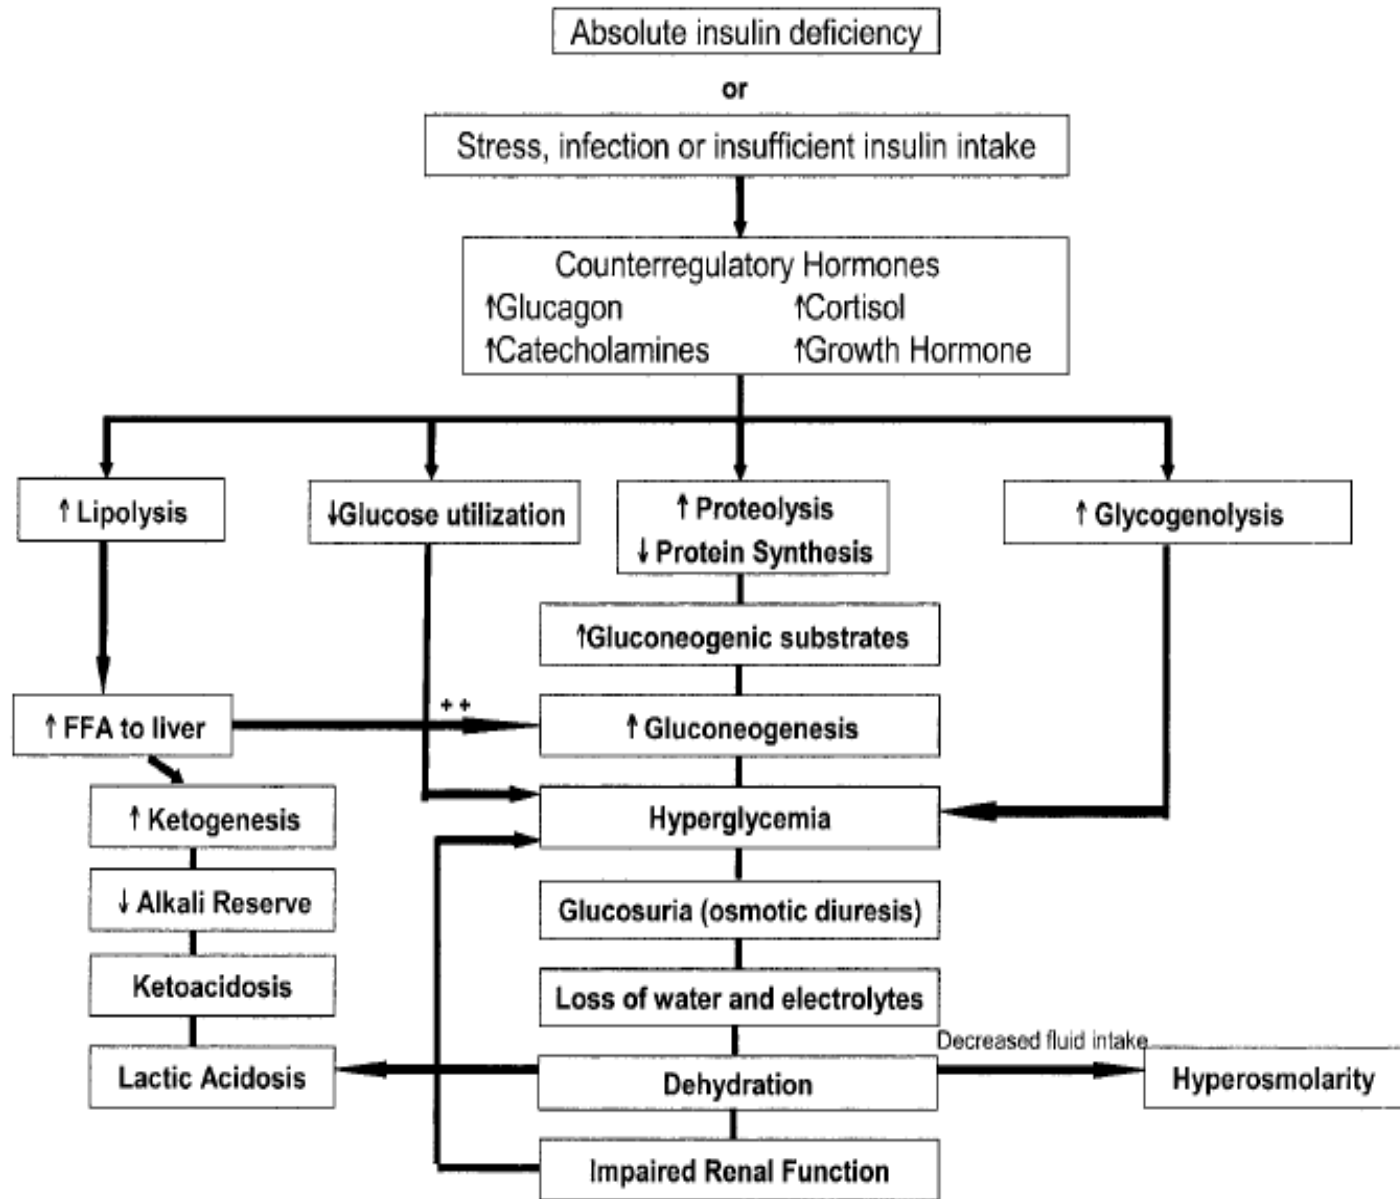 Absolute insulin deficiency
or
Stress, infection or insufficient insulin intake
Counterregulatory Hormones
↑Glucagon ↑Cortisol
↑Catecholamines ↑Growth Hormone
↑ Lipolysis
↓Glucose utilization
↑ Proteolysis
↓ Protein Synthesis
↑ Glycogenolysis
↑Gluconeogenic substrates
↑ FFA to liver
++
↑ Gluconeogenesis
↑ Ketogenesis
Hyperglycemia
↓ Alkali Reserve
Glucosuria (osmotic diuresis)
Ketoacidosis
Loss of water and electrolytes
Decreased fluid intake
Lactic Acidosis
Dehydration
Hyperosmolarity
Impaired Renal Function